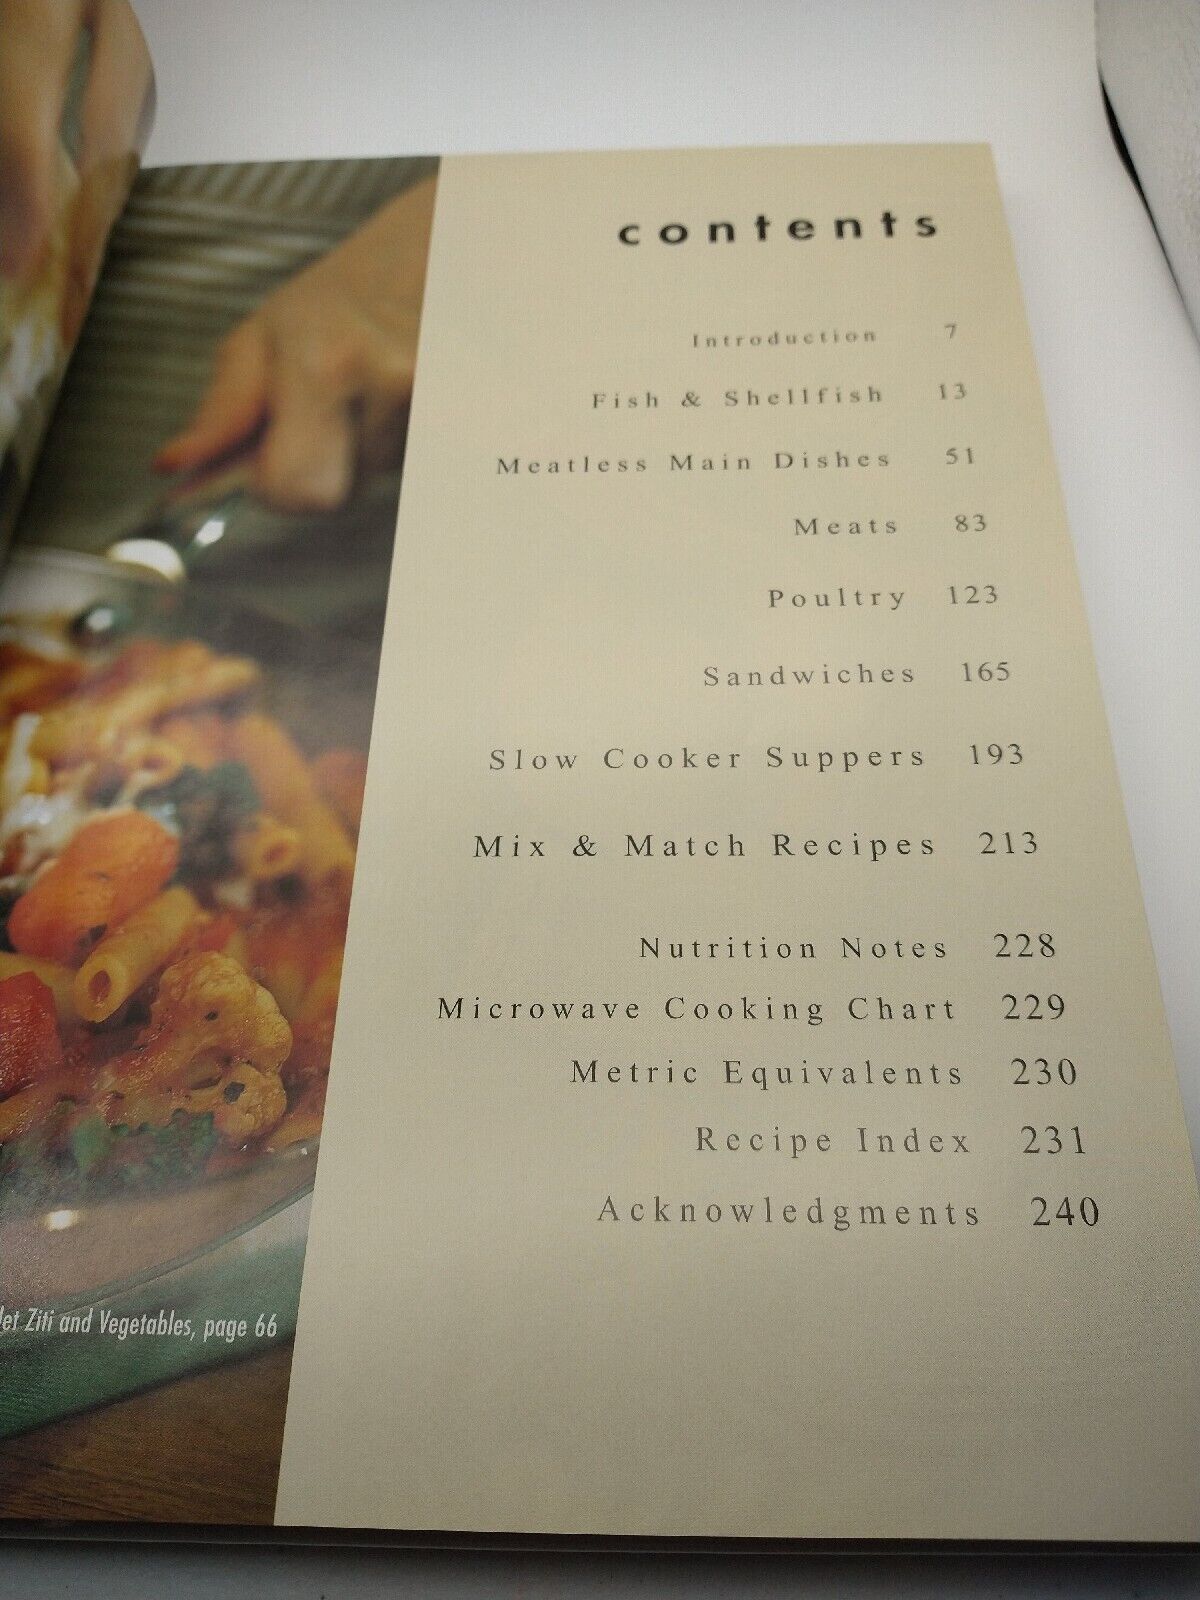 contents
Introduction 7
Fish & Shellfish 13
Meatless Main Dishes 51
Meats 83
Poultry 123
Sandwiches 165
Slow Cooker Suppers 193
Mix & Match Recipes 213
Nutrition Notes 228
Microwave Cooking Chart 229
Metric Equivalents 230
Recipe Index 231
Acknowledgments 240
Ziti and Vegetables, page 66